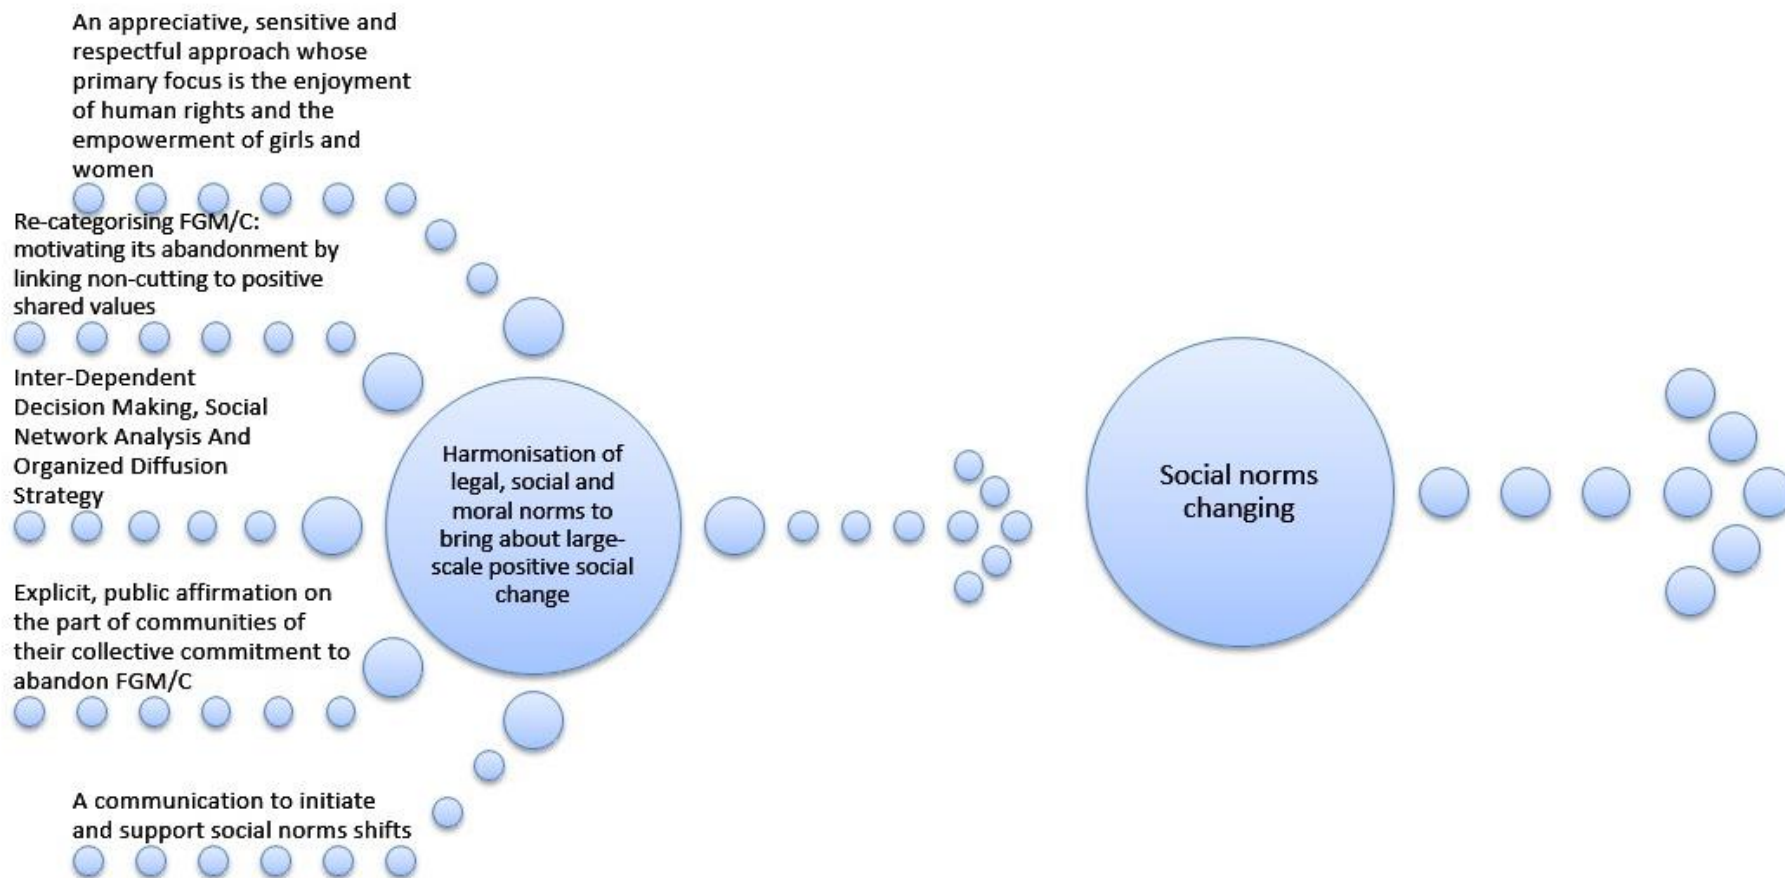 An appreciative, sensitive and
respectful approach whose
primary focus is the enjoyment
of human rights and the
empowerment of girls and
women
Re-categorising FGM/C:
motivating its abandonment by
linking non-cutting to positive
shared values
Inter-Dependent
Decision Making, Social
Network Analysis And
Organized Diffusion
Strategy
Explicit, public affirmation on
the part of communities of
their collective commitment to
abandon FGM/C
A communication to initiate
and support social norms shifts
Harmonisation of
legal, social and
moral norms to
bring about large-
scale positive social
change
Social norms
changing